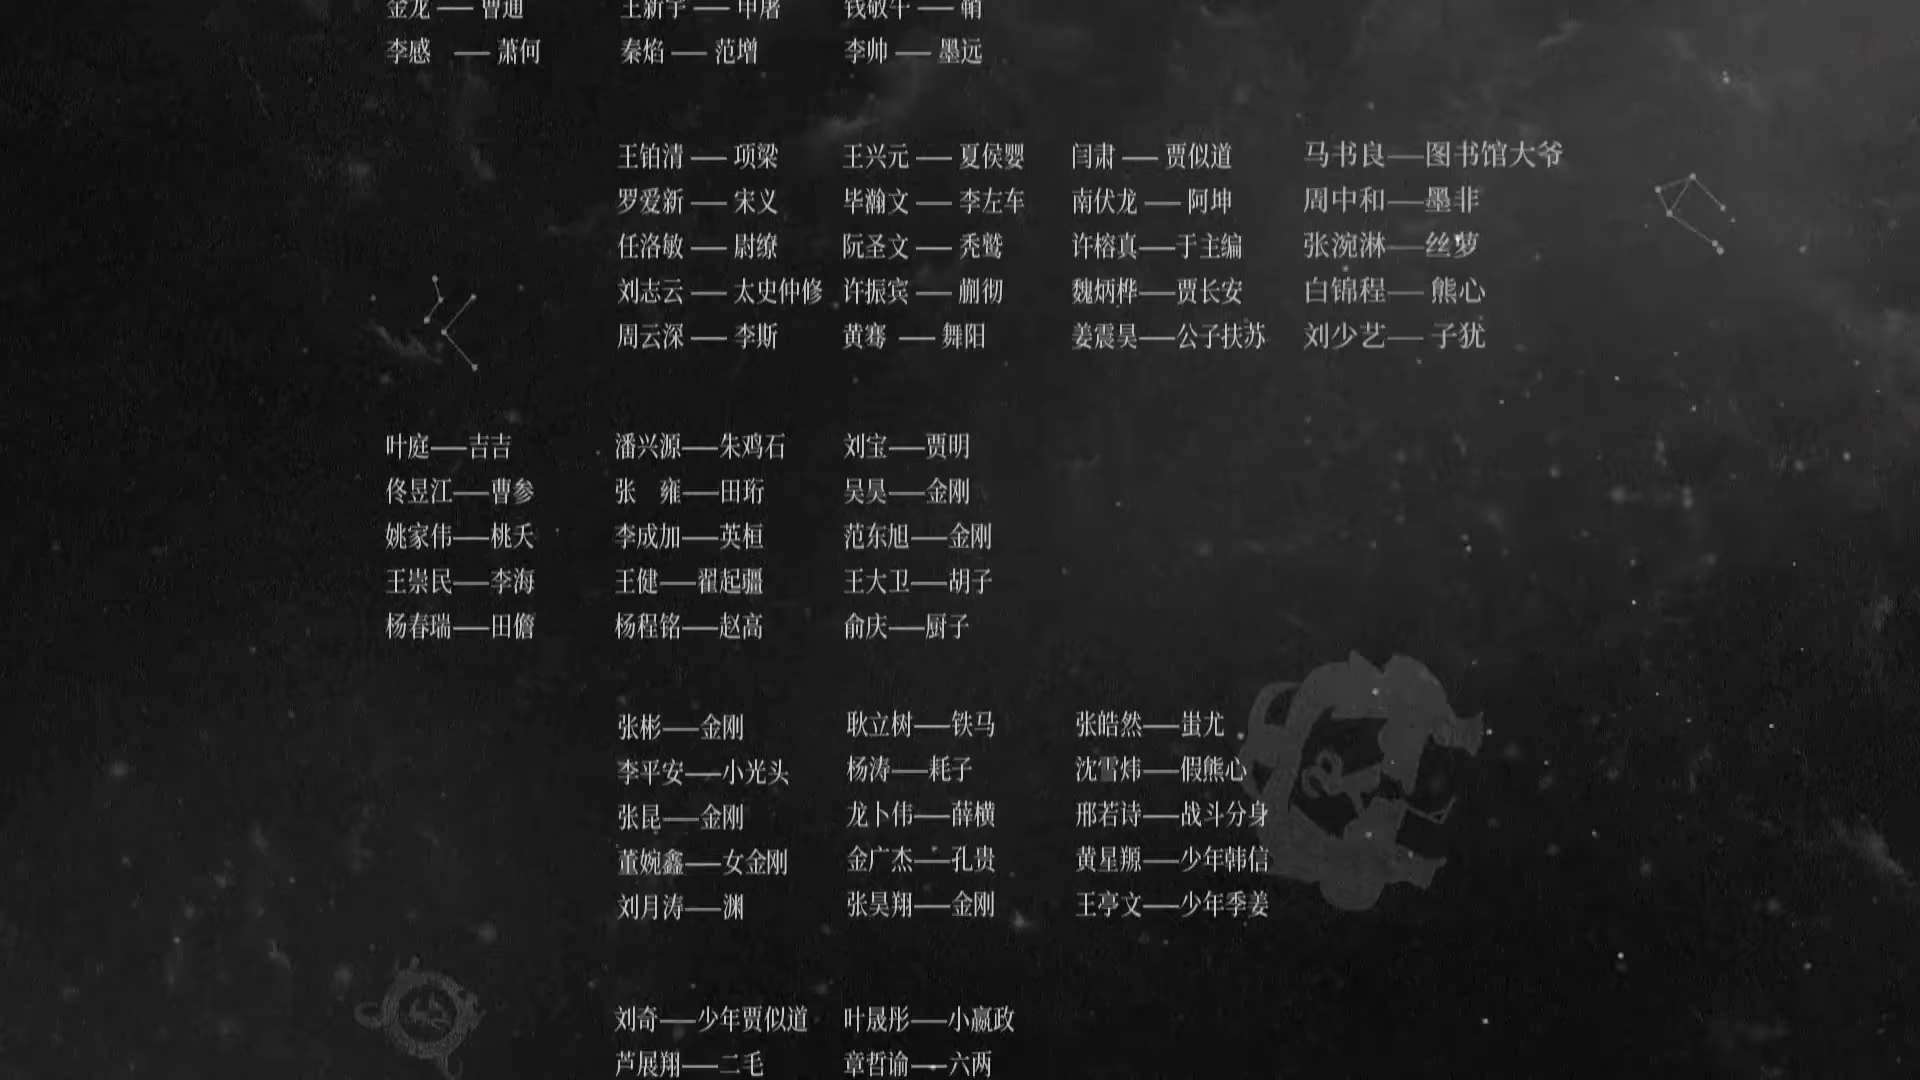 金龙 — 曹迪 王新宇 — 申屠 钱敬午 — 鞘
李感 — 萧何 秦焰 — 范增 李帅 — 墨远
王铂清 — 项梁 王兴元 — 夏侯婴 闫肃 — 贾似道 马书良—图书馆大爷
罗爱新 — 宋义 毕瀚文 — 李左车 南伏龙 — 阿坤 周中和—墨非
任洛敏 — 尉缭 阮圣文 — 秃鹫 许榕真—于主编 张涴淋—丝萝
刘志云 — 太史仲修 许振宾 — 蒯彻 魏炳桦—贾长安 白锦程— 熊心
周云深 — 李斯 黄骞 — 舞阳 姜震昊—公子扶苏 刘少艺— 子犹
叶庭—吉吉 潘兴源—朱鸡石 刘宝—贾明
佟昱江—曹参 张 雍—田珩 吴昊—金刚
姚家伟—桃夭 李成加—英桓 范东旭—金刚
王崇民—李海 王健—翟起疆 王大卫—胡子
杨春瑞—田儋 杨程铭—赵高 俞庆—厨子
张彬—金刚 耿立树—铁马 张皓然—蚩尤
李平安—小光头 杨涛—耗子 沈雪炜—假熊心
张昆—金刚 龙卜伟—薛横 邢若诗—战斗分身
董婉鑫—女金刚 金广杰—孔贵 黄星羱—少年韩信
刘月涛—渊 张昊翔—金刚 王亭文—少年季姜
刘奇—少年贾似道 叶晟彤—小嬴政
芦展翔—二毛 章哲谕—六两